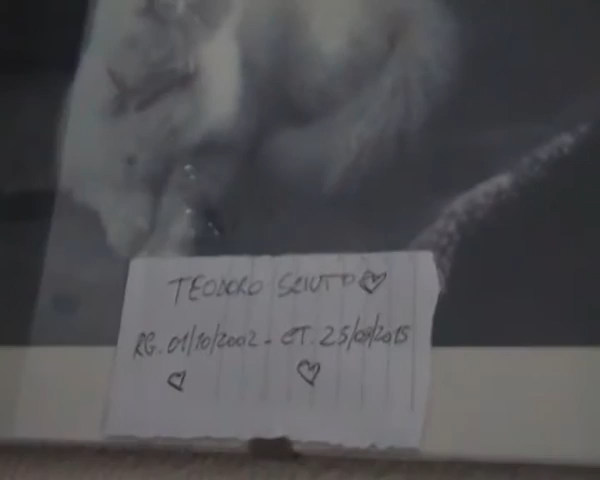 TEODORO SCIUTO ♡
RG. 01/10/2002 - CT. 25/09/2015
♡ ♡